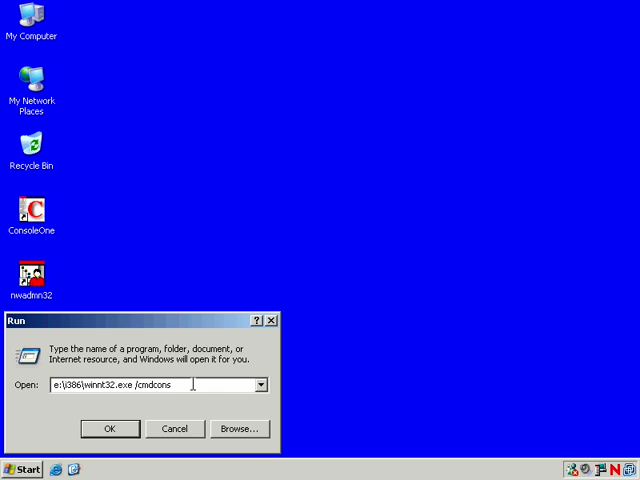 My Computer
My Network
Places
Recycle Bin
ConsoleOne
nwadmn32
Run
Type the name of a program, folder, document, or
Internet resource, and Windows will open it for you.
Open:
e:\i386\winnt32.exe /cmdcons
OK
Cancel
Browse...
Start